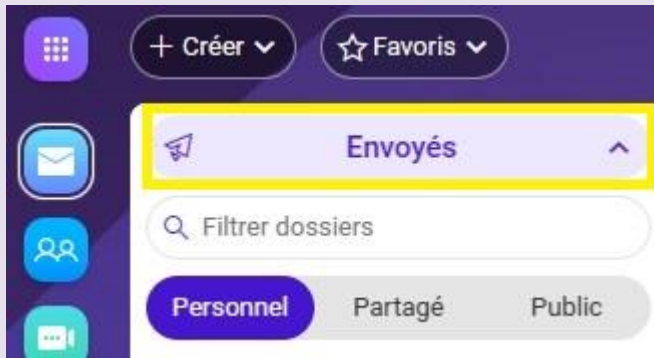 + Créer Favoris
Envoyés
Filtrer dossiers
Personnel Partagé Public